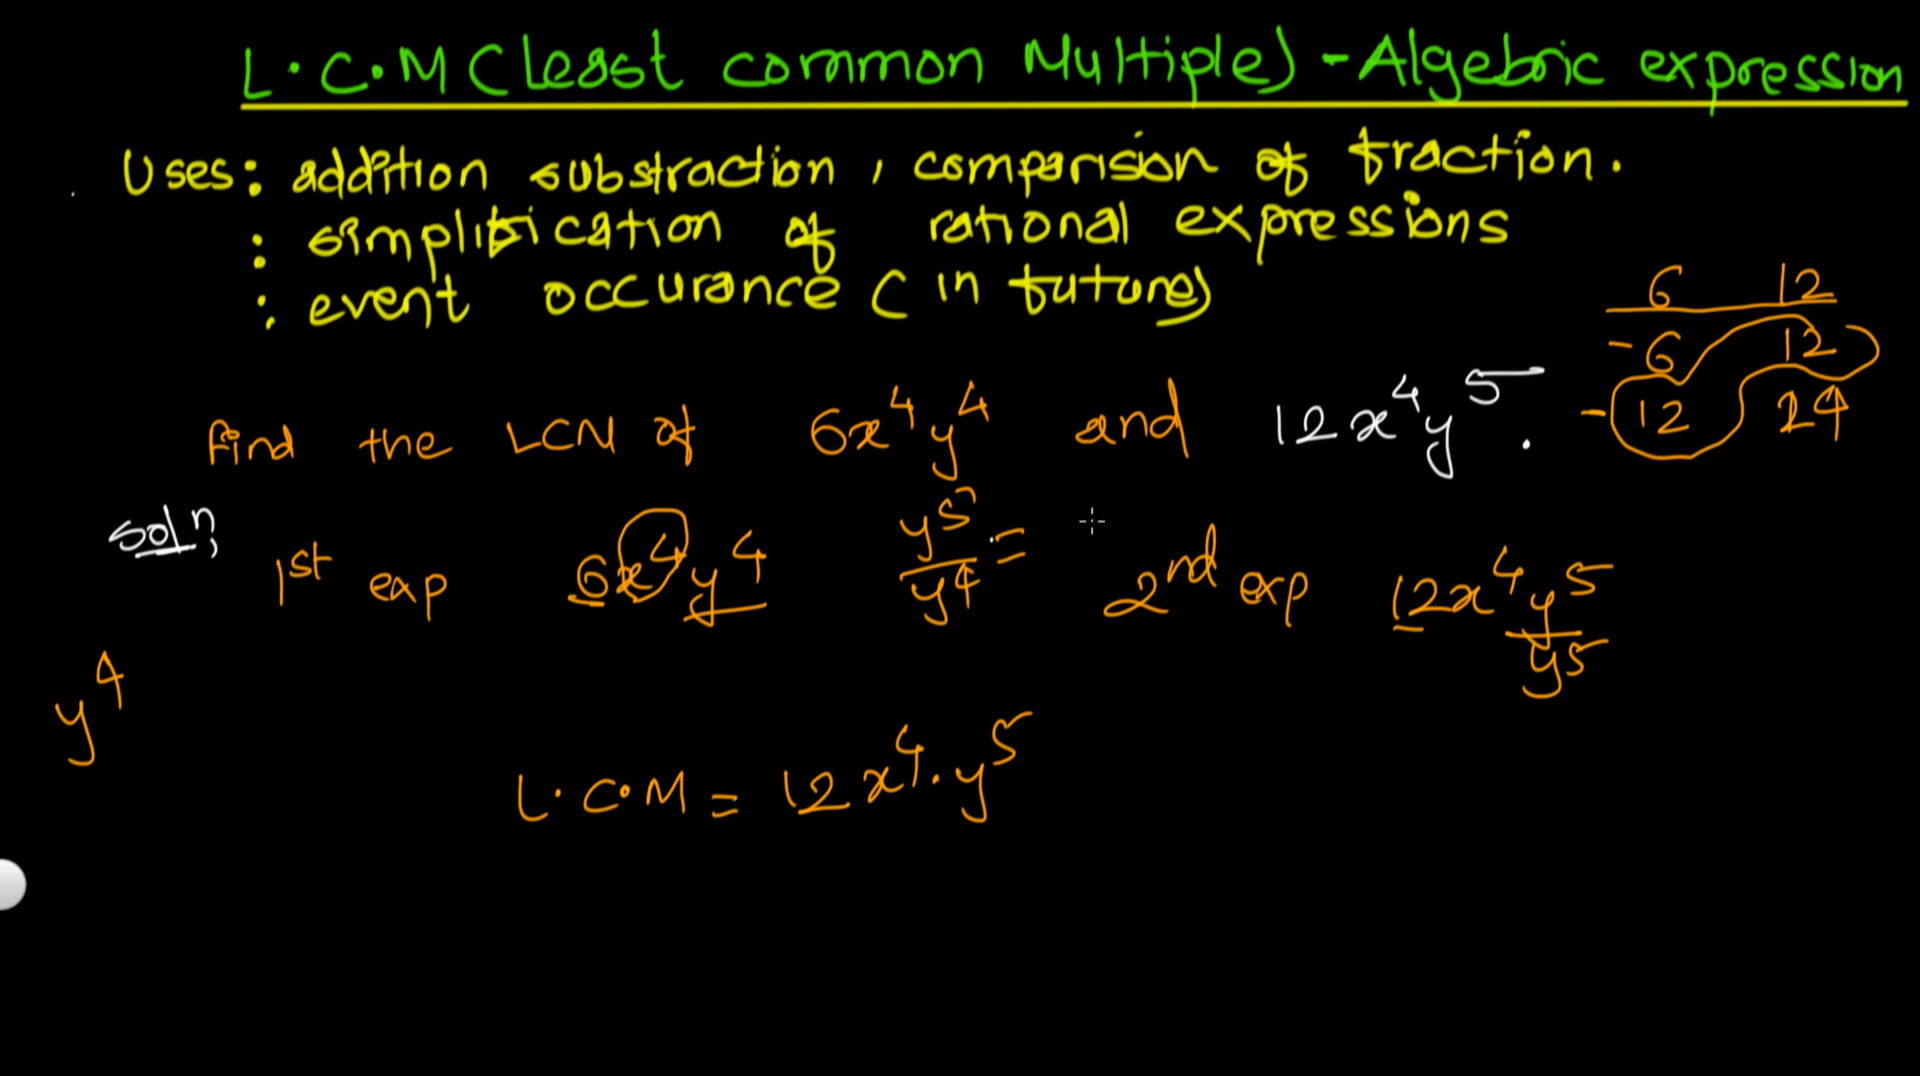 L.C.M (least common Multiple) - Algebric expression
Uses: addition substraction, comparision of fraction.
: simplification of rational expressions
: event occurance (in future)
6 12
- 6 12
- 12 24
find the LCM of 6x⁴y⁴ and 12x⁴y⁵.
Solⁿ,
1st exp 6x⁴y⁴ y⁵/y⁴ = 2nd exp 12x⁴y⁵
y⁵
y⁴
L.C.M = 12x⁴.y⁵